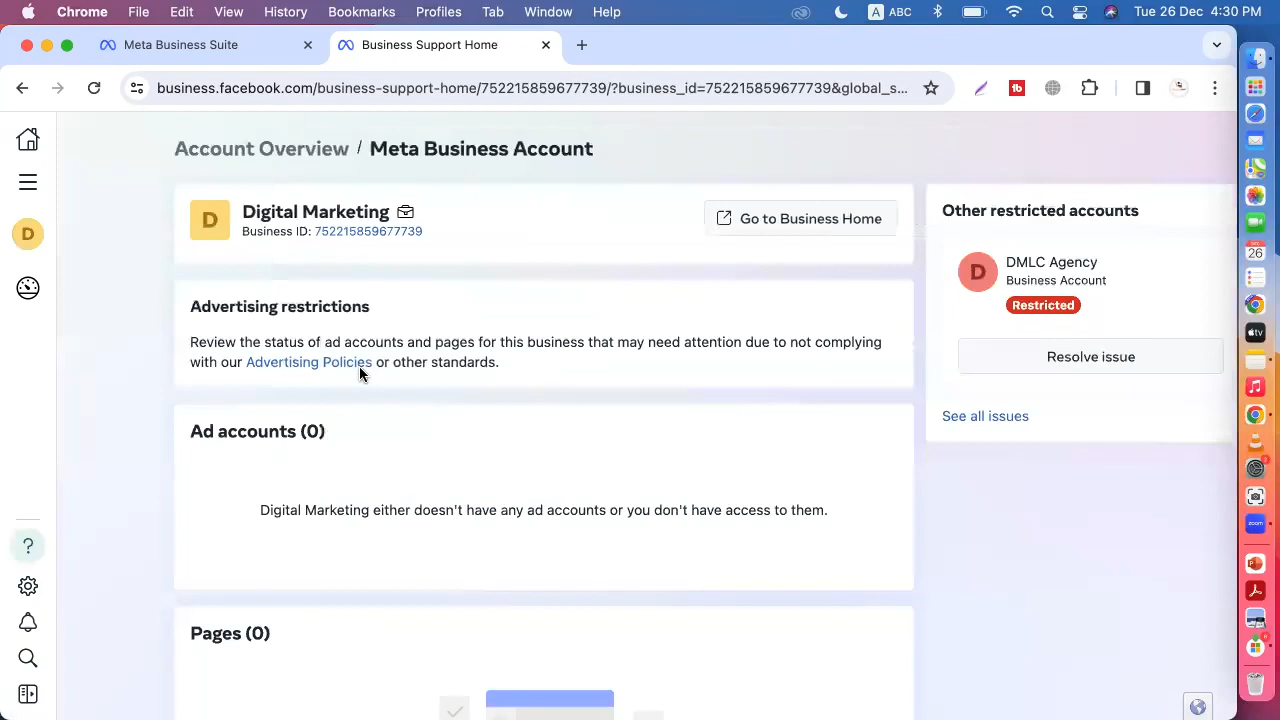 Chrome File Edit View History Bookmarks Profiles Tab Window Help A ABC Tue 26 Dec 4:30 PM
Meta Business Suite
Business Support Home
business.facebook.com/business-support-home/752215859677739/?business_id=752215859677739&global_s...
Account Overview / Meta Business Account
D
Digital Marketing
Business ID: 752215859677739
Go to Business Home
Other restricted accounts
D
DMLC Agency
Business Account
Restricted
Resolve issue
See all issues
D
Advertising restrictions
Review the status of ad accounts and pages for this business that may need attention due to not complying
with our Advertising Policies or other standards.
Ad accounts (0)
Digital Marketing either doesn't have any ad accounts or you don't have access to them.
Pages (0)
26
tv
zoom